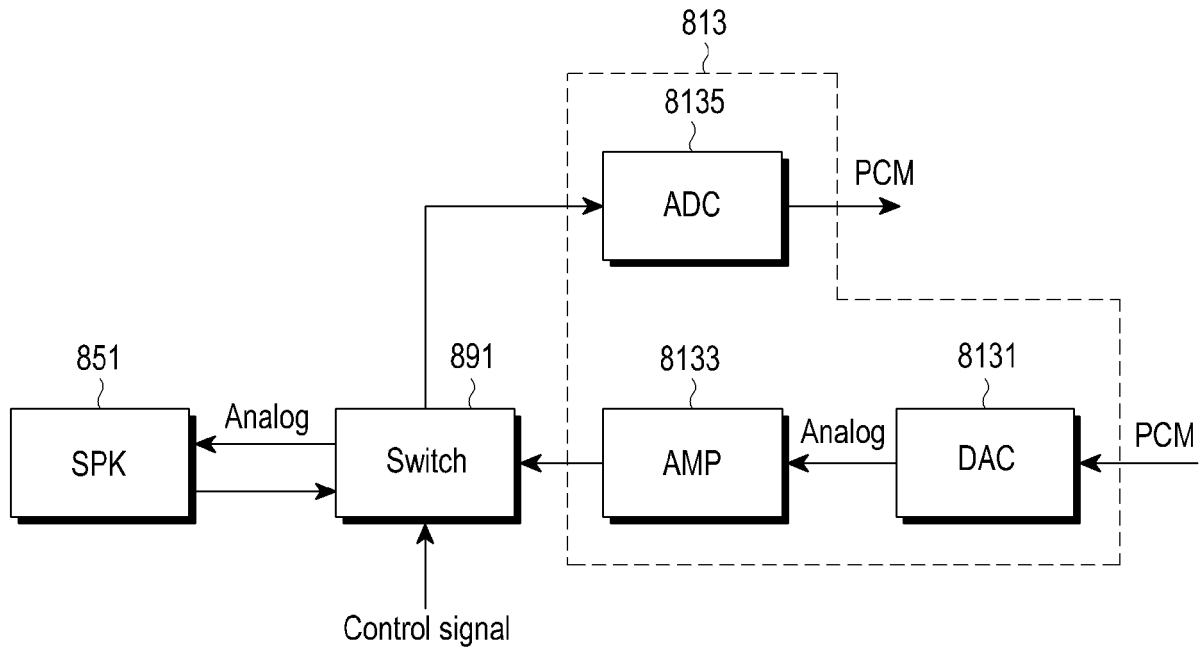 813
8135
ADC
PCM
851
891
8133
8131
SPK
Analog
Switch
AMP
Analog
DAC
PCM
Control signal